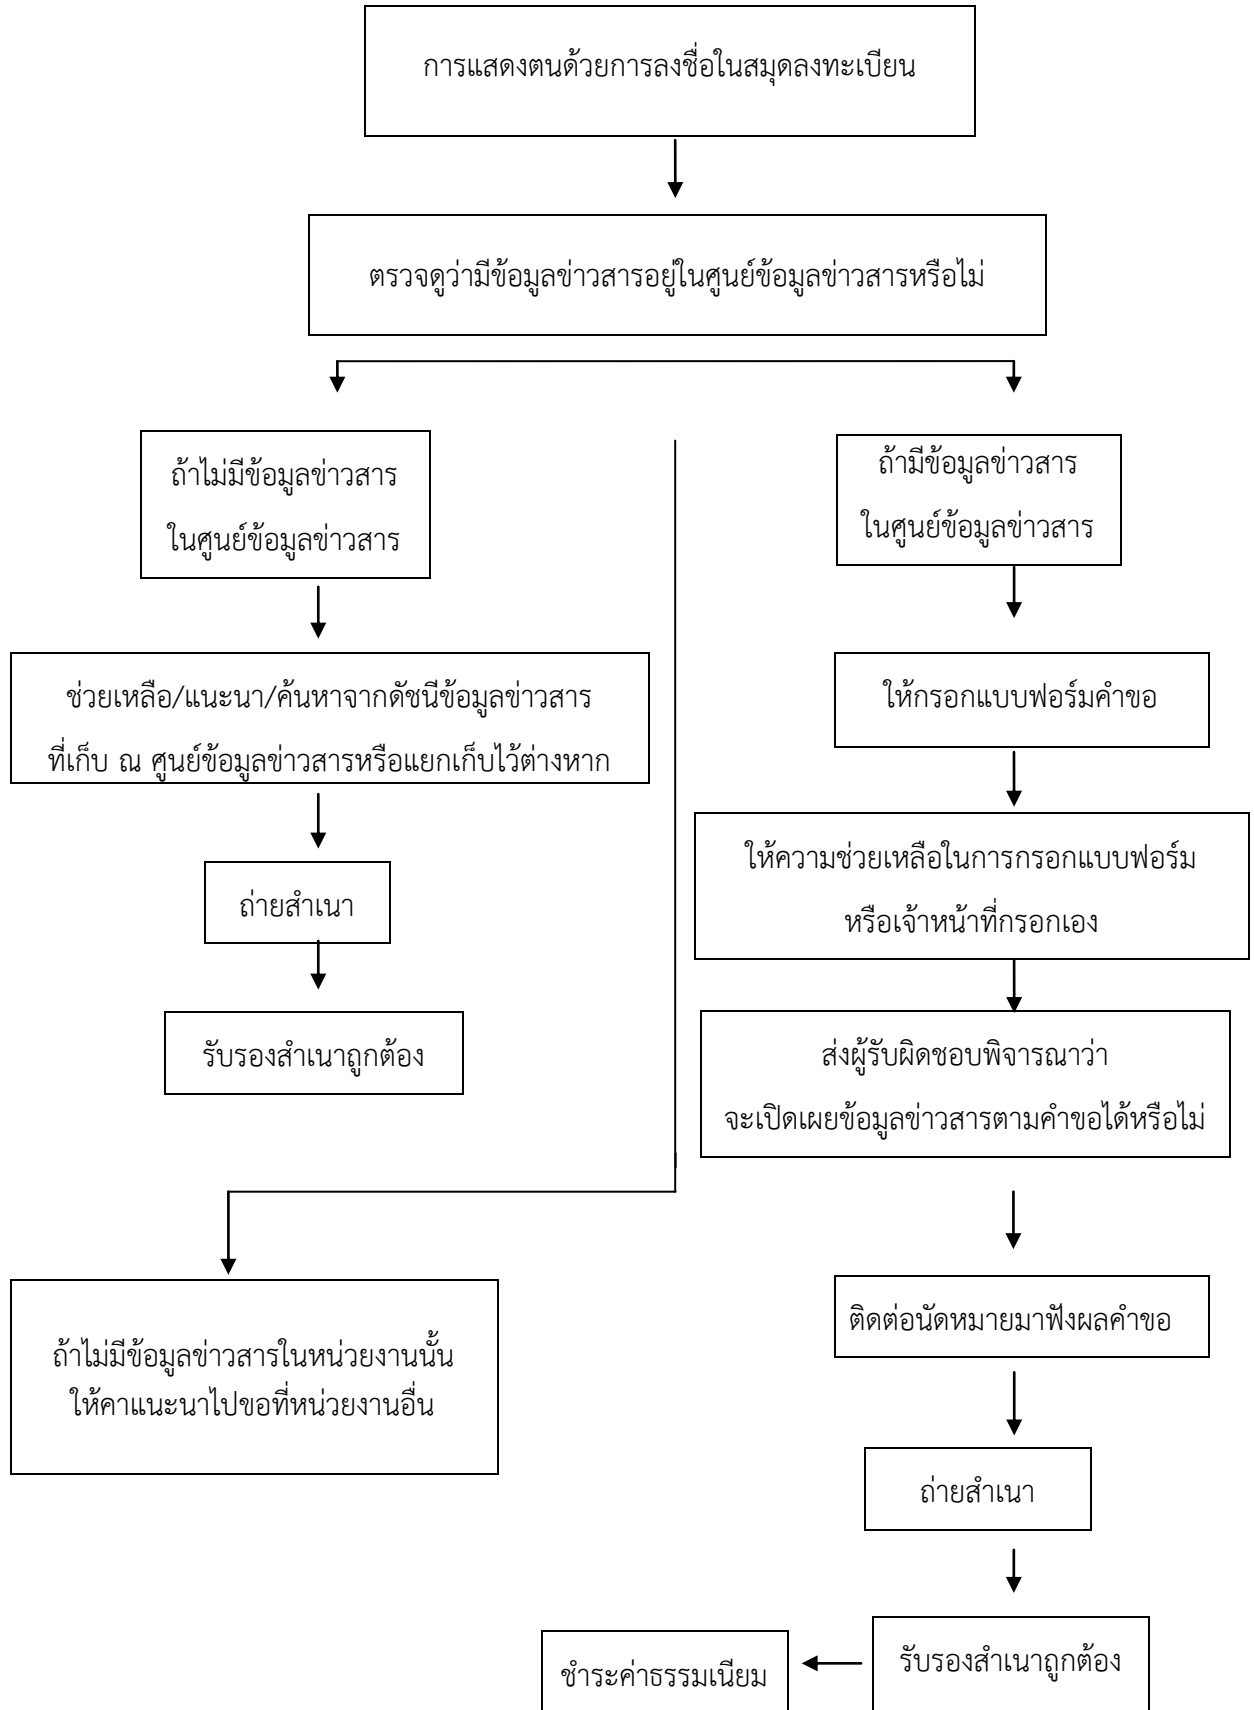 การแสดงตนด้วยการลงชื่อในสมุดลงทะเบียน
ตรวจดูว่ามีข้อมูลข่าวสารอยู่ในศูนย์ข้อมูลข่าวสารหรือไม่
ถ้าไม่มีข้อมูลข่าวสาร
ในศูนย์ข้อมูลข่าวสาร
ช่วยเหลือ/แนะนา/ค้นหาจากดัชนีข้อมูลข่าวสาร
ที่เก็บ ณ ศูนย์ข้อมูลข่าวสารหรือแยกเก็บไว้ต่างหาก
ถ่ายสำเนา
รับรองสำเนาถูกต้อง
ถ้าไม่มีข้อมูลข่าวสารในหน่วยงานนั้น
ให้คาแนะนาไปขอที่หน่วยงานอื่น
ถ้ามีข้อมูลข่าวสาร
ในศูนย์ข้อมูลข่าวสาร
ให้กรอกแบบฟอร์มคำขอ
ให้ความช่วยเหลือในการกรอกแบบฟอร์ม
หรือเจ้าหน้าที่กรอกเอง
ส่งผู้รับผิดชอบพิจารณาว่า
จะเปิดเผยข้อมูลข่าวสารตามคำขอได้หรือไม่
ติดต่อนัดหมายมาฟังผลคำขอ
ถ่ายสำเนา
รับรองสำเนาถูกต้อง
ชำระค่าธรรมเนียม